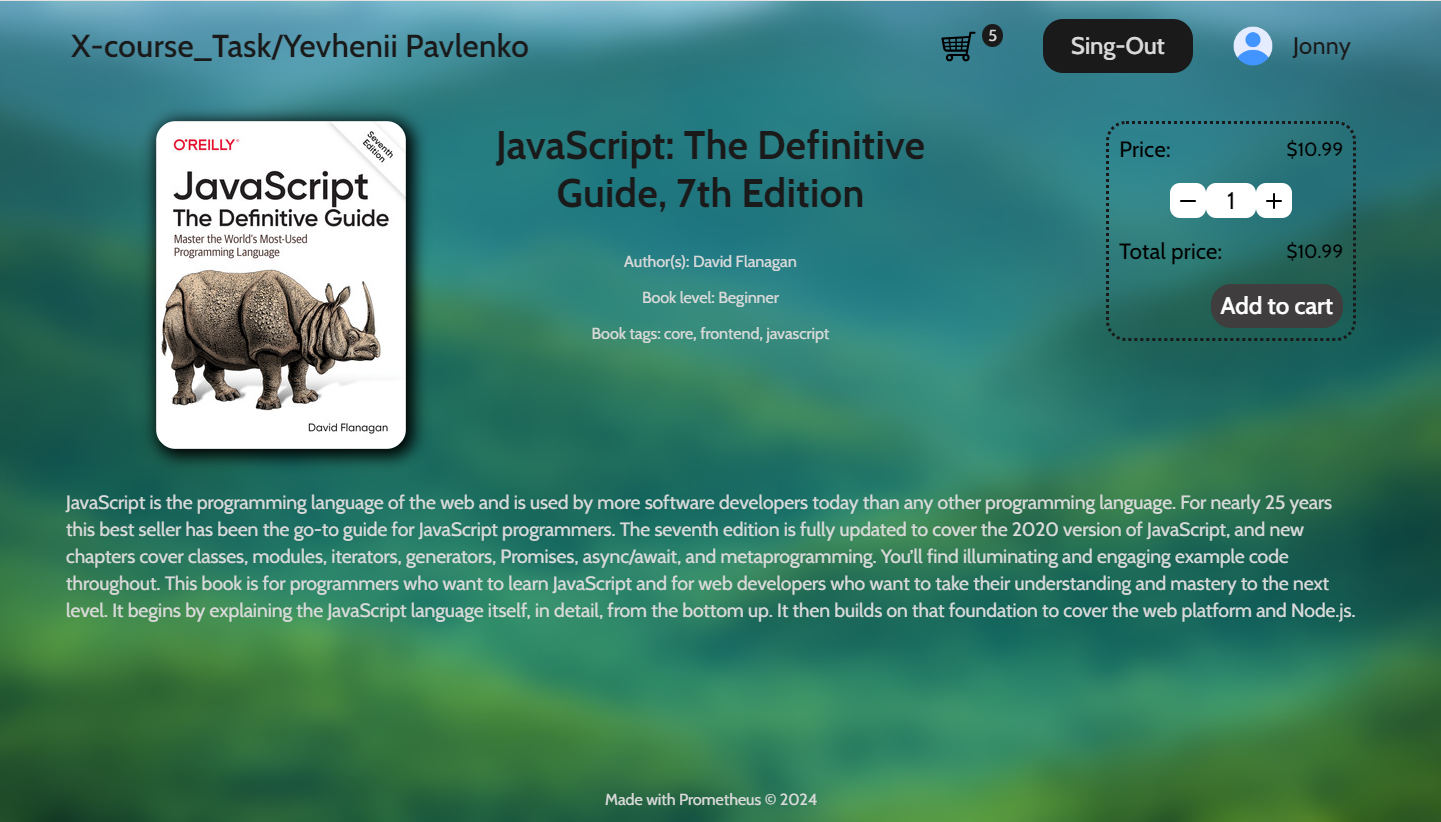 X-course_Task/Yevhenii Pavlenko
5
Sing-Out
Jonny
O'REILLY®
Seventh
Edition
JavaScript
The Definitive Guide
Master the World's Most-Used
Programming Language
David Flanagan
JavaScript: The Definitive
Guide, 7th Edition
Author(s): David Flanagan
Book level: Beginner
Book tags: core, frontend, javascript
Price: $10.99
− 1 +
Total price: $10.99
Add to cart
JavaScript is the programming language of the web and is used by more software developers today than any other programming language. For nearly 25 years
this best seller has been the go-to guide for JavaScript programmers. The seventh edition is fully updated to cover the 2020 version of JavaScript, and new
chapters cover classes, modules, iterators, generators, Promises, async/await, and metaprogramming. You’ll find illuminating and engaging example code
throughout. This book is for programmers who want to learn JavaScript and for web developers who want to take their understanding and mastery to the next
level. It begins by explaining the JavaScript language itself, in detail, from the bottom up. It then builds on that foundation to cover the web platform and Node.js.
Made with Prometheus © 2024